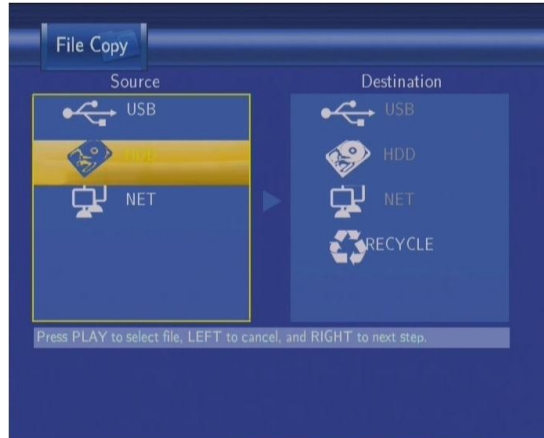 File Copy
Source
Destination
USB
HDD
NET
USB
HDD
NET
RECYCLE
Press PLAY to select file, LEFT to cancel, and RIGHT to next step.